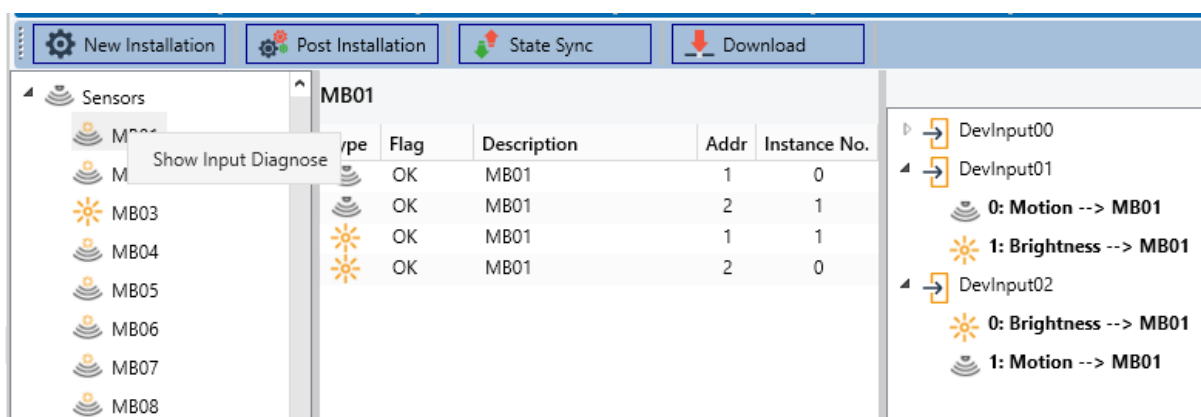 New Installation
Post Installation
State Sync
Download
Sensors
MB03
MB04
MB05
MB06
MB07
MB08
Show Input Diagnose
MB01
Flag Description Addr Instance No.
OK MB01 1 0
OK MB01 2 1
OK MB01 1 1
OK MB01 2 0
DevInput00
DevInput01
0: Motion --> MB01
1: Brightness --> MB01
DevInput02
0: Brightness --> MB01
1: Motion --> MB01